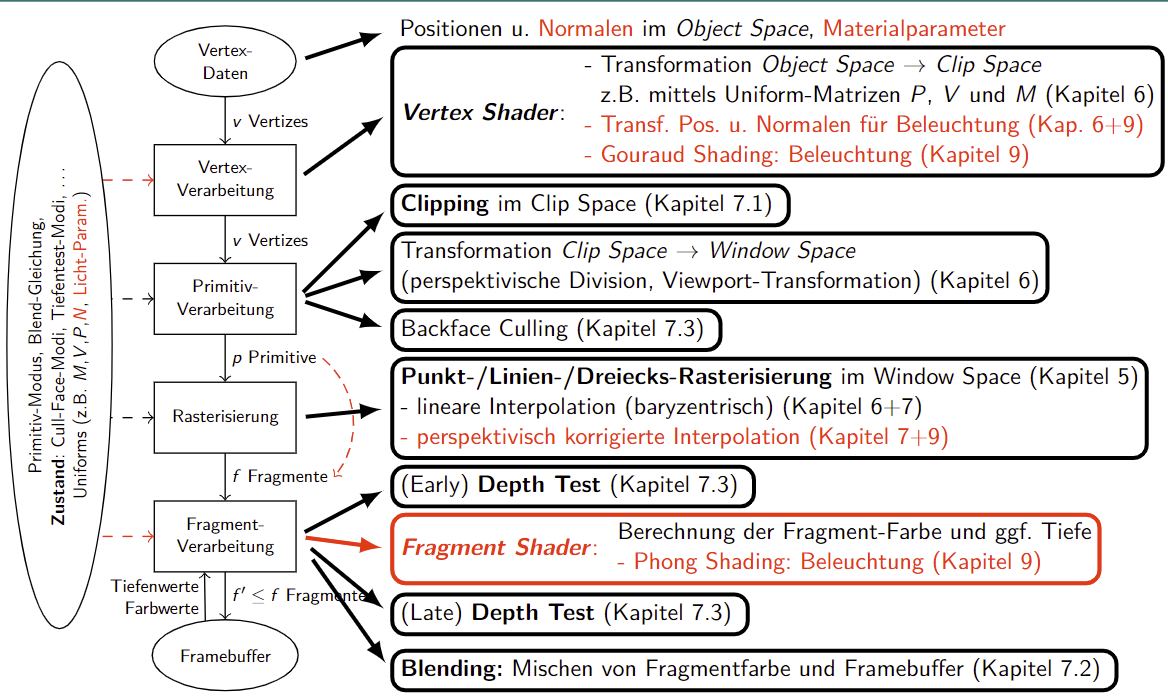 Positionen u. Normalen im Object Space, Materialparameter
Vertex-
Daten
v Vertizes
Vertex Shader:
- Transformation Object Space → Clip Space
z.B. mittels Uniform-Matrizen P, V und M (Kapitel 6)
- Transf. Pos. u. Normalen für Beleuchtung (Kap. 6+9)
- Gouraud Shading: Beleuchtung (Kapitel 9)
Vertex-
Verarbeitung
v Vertizes
Clipping im Clip Space (Kapitel 7.1)
Transformation Clip Space → Window Space
(perspektivische Division, Viewport-Transformation) (Kapitel 6)
Primitiv-
Verarbeitung
Backface Culling (Kapitel 7.3)
p Primitive
Punkt-/Linien-/Dreiecks-Rasterisierung im Window Space (Kapitel 5)
- lineare Interpolation (baryzentrisch) (Kapitel 6+7)
- perspektivisch korrigierte Interpolation (Kapitel 7+9)
Rasterisierung
f Fragmente
(Early) Depth Test (Kapitel 7.3)
Fragment-
Verarbeitung
Fragment Shader:
Berechnung der Fragment-Farbe und ggf. Tiefe
- Phong Shading: Beleuchtung (Kapitel 9)
Tiefenwerte
Farbwerte
f′ ≤ f Fragmente
(Late) Depth Test (Kapitel 7.3)
Framebuffer
Blending: Mischen von Fragmentfarbe und Framebuffer (Kapitel 7.2)
Primitiv-Modus, Blend-Gleichung,
Zustand: Cull-Face-Modi, Tiefentest-Modi, ...
Uniforms (z.B. M,V,P,N, Licht-Param.)